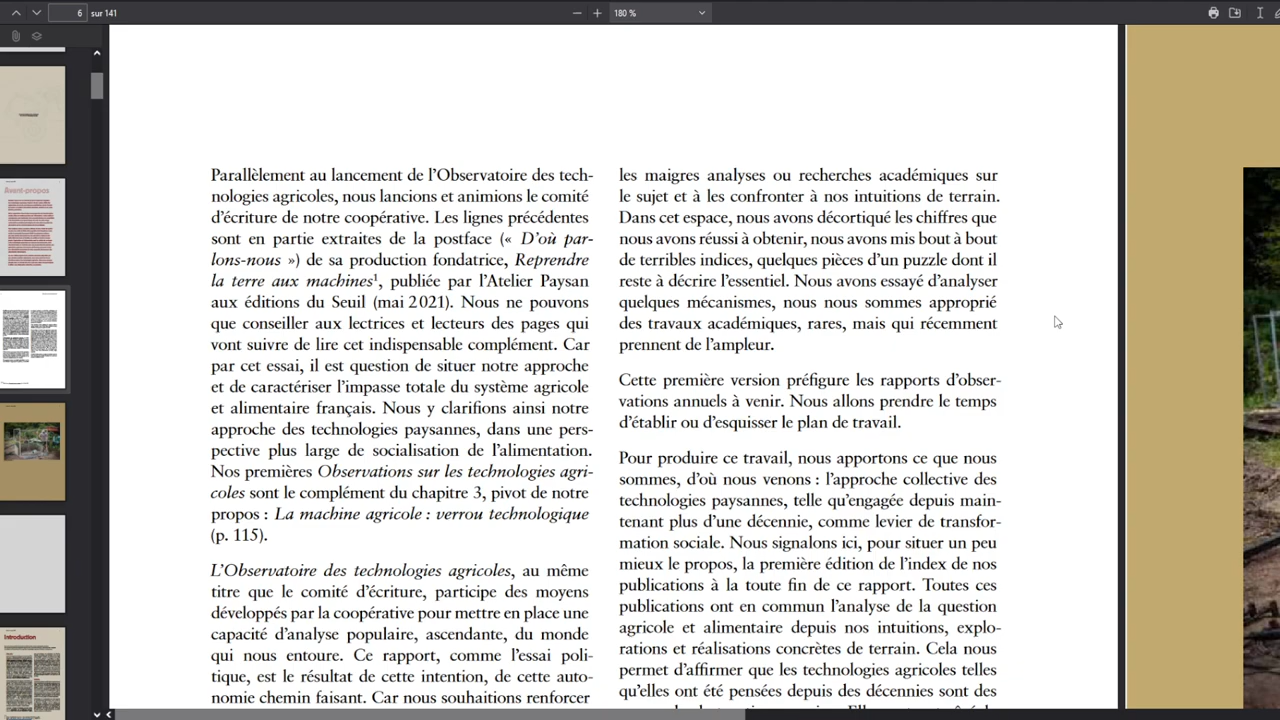 6 sur 141
180 %
Avant-propos
Introduction
Parallèlement au lancement de l’Observatoire des tech-
nologies agricoles, nous lancions et animions le comité
d’écriture de notre coopérative. Les lignes précédentes
sont en partie extraites de la postface (« D’où par-
lons-nous ») de sa production fondatrice, Reprendre
la terre aux machines¹, publiée par l’Atelier Paysan
aux éditions du Seuil (mai 2021). Nous ne pouvons
que conseiller aux lectrices et lecteurs des pages qui
vont suivre de lire cet indispensable complément. Car
par cet essai, il est question de situer notre approche
et de caractériser l’impasse totale du système agricole
et alimentaire français. Nous y clarifions ainsi notre
approche des technologies paysannes, dans une pers-
pective plus large de socialisation de l’alimentation.
Nos premières Observations sur les technologies agri-
coles sont le complément du chapitre 3, pivot de notre
propos : La machine agricole : verrou technologique
(p. 115).
L’Observatoire des technologies agricoles, au même
titre que le comité d’écriture, participe des moyens
développés par la coopérative pour mettre en place une
capacité d’analyse populaire, ascendante, du monde
qui nous entoure. Ce rapport, comme l’essai poli-
tique, est le résultat de cette intention, de cette auto-
nomie chemin faisant. Car nous souhaitions renforcer
les maigres analyses ou recherches académiques sur
le sujet et à les confronter à nos intuitions de terrain.
Dans cet espace, nous avons décortiqué les chiffres que
nous avons réussi à obtenir, nous avons mis bout à bout
de terribles indices, quelques pièces d’un puzzle dont il
reste à décrire l’essentiel. Nous avons essayé d’analyser
quelques mécanismes, nous nous sommes approprié
des travaux académiques, rares, mais qui récemment
prennent de l’ampleur.
Cette première version préfigure les rapports d’obser-
vations annuels à venir. Nous allons prendre le temps
d’établir ou d’esquisser le plan de travail.
Pour produire ce travail, nous apportons ce que nous
sommes, d’où nous venons : l’approche collective des
technologies paysannes, telle qu’engagée depuis main-
tenant plus d’une décennie, comme levier de transfor-
mation sociale. Nous signalons ici, pour situer un peu
mieux le propos, la première édition de l’index de nos
publications à la toute fin de ce rapport. Toutes ces
publications ont en commun l’analyse de la question
agricole et alimentaire depuis nos intuitions, explo-
rations et réalisations concrètes de terrain. Cela nous
permet d’affirmer que les technologies agricoles telles
qu’elles ont été pensées depuis des décennies sont des